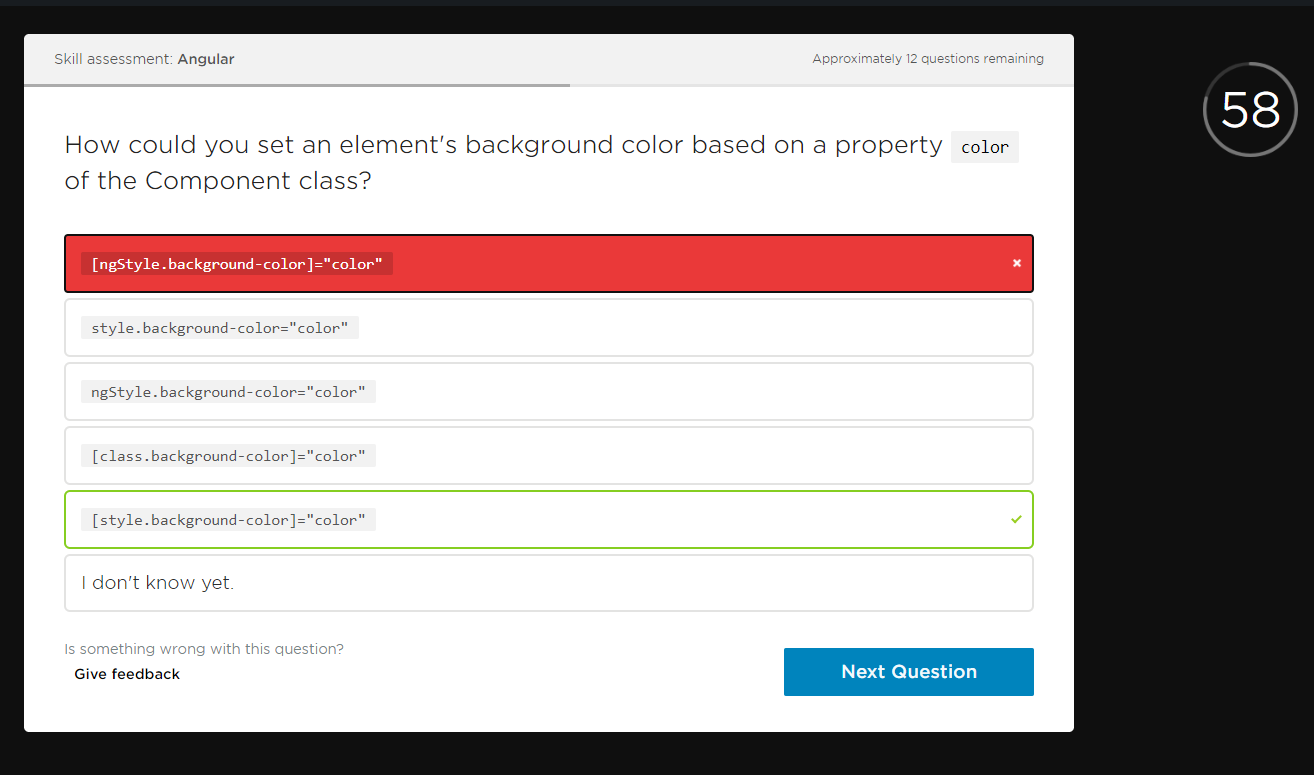 Skill assessment: Angular
Approximately 12 questions remaining
58
How could you set an element's background color based on a property color
of the Component class?
[ngStyle.background-color]="color"
style.background-color="color"
ngStyle.background-color="color"
[class.background-color]="color"
[style.background-color]="color"
I don't know yet.
Is something wrong with this question?
Give feedback
Next Question